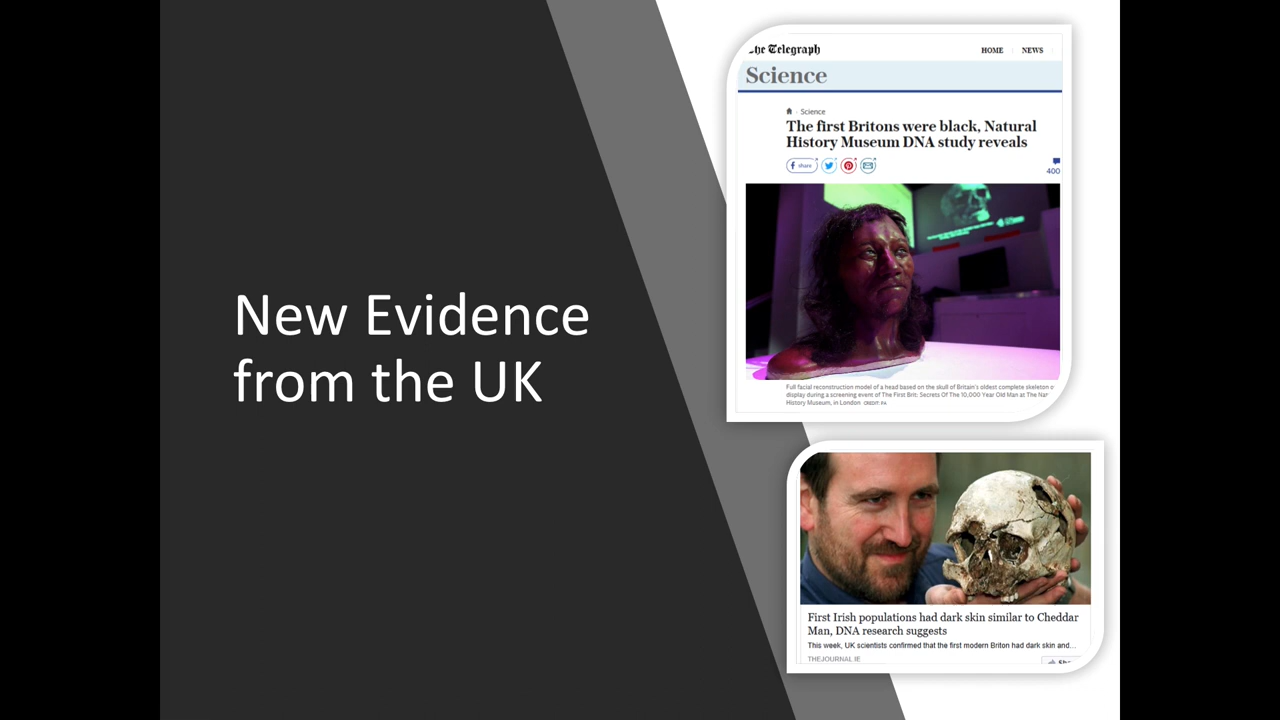 New Evidence
from the UK
The Telegraph
HOME
NEWS
Science
Science
The first Britons were black, Natural
History Museum DNA study reveals
share
400
Full facial reconstruction model of a head based on the skull of Britain's oldest complete skeleton o
display during a screening event of The First Brit: Secrets Of The 10,000 Year Old Man at The Nat
History Museum, in London CREDIT: PA
First Irish populations had dark skin similar to Cheddar
Man, DNA research suggests
This week, UK scientists confirmed that the first modern Briton had dark skin and...
THEJOURNAL.IE